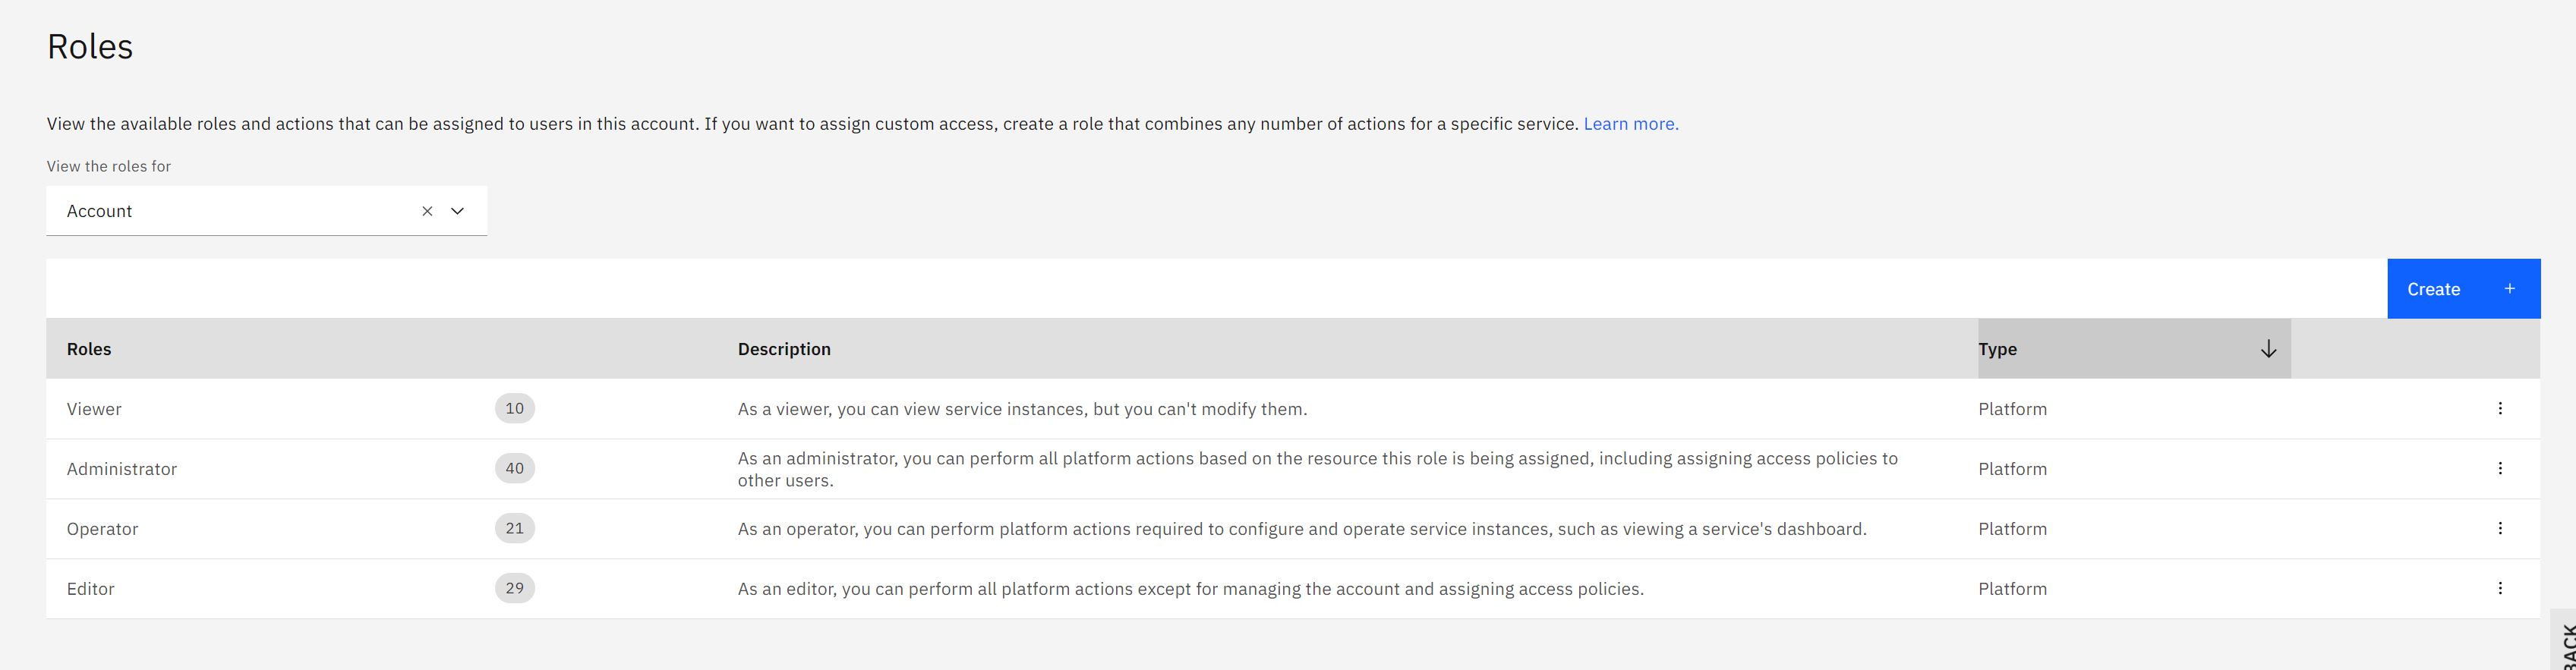 Roles
View the available roles and actions that can be assigned to users in this account. If you want to assign custom access, create a role that combines any number of actions for a specific service. Learn more.
View the roles for
Account
Create +
Roles Description Type
Viewer 10 As a viewer, you can view service instances, but you can't modify them. Platform
Administrator 40 As an administrator, you can perform all platform actions based on the resource this role is being assigned, including assigning access policies to
other users. Platform
Operator 21 As an operator, you can perform platform actions required to configure and operate service instances, such as viewing a service's dashboard. Platform
Editor 29 As an editor, you can perform all platform actions except for managing the account and assigning access policies. Platform